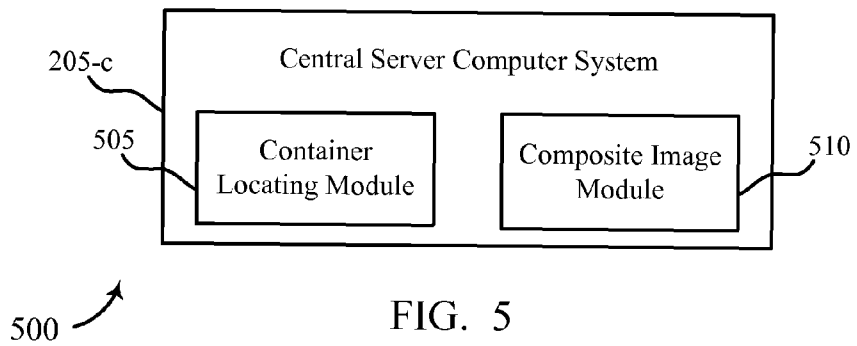 205-c
Central Server Computer System
505
Container
Locating Module
Composite Image
Module
510
500
FIG. 5